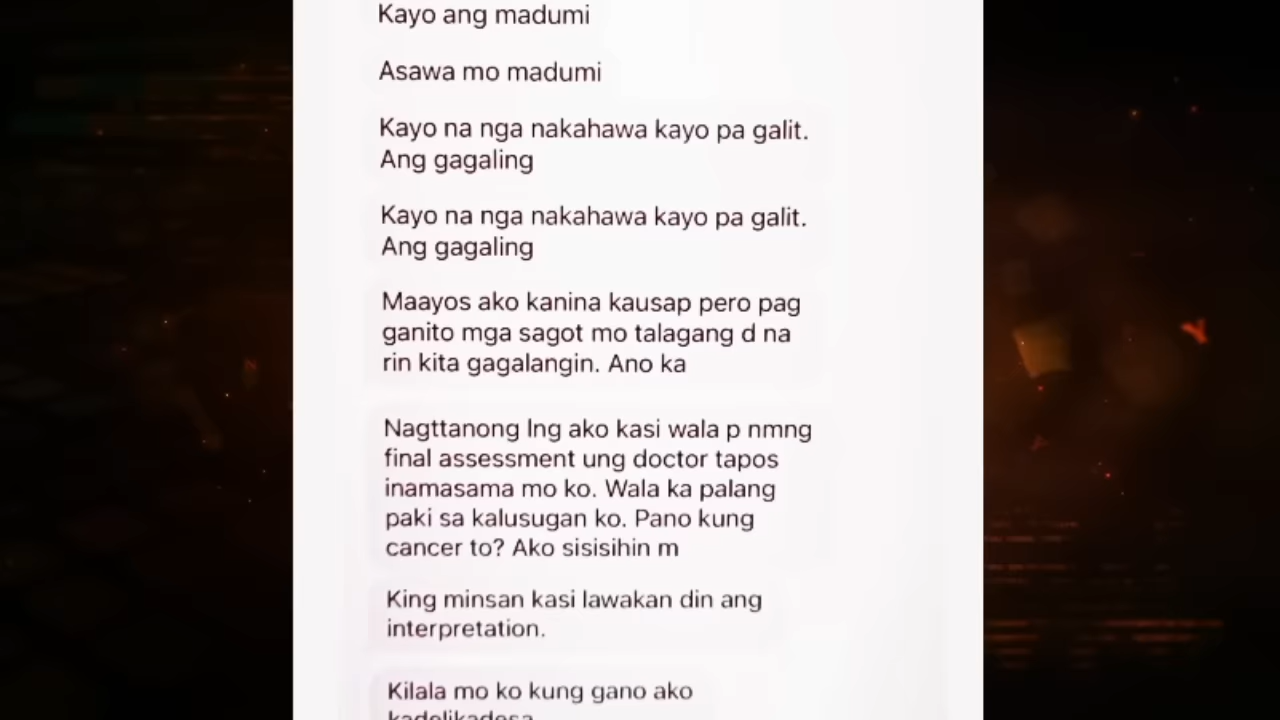 Kayo ang madumi
Asawa mo madumi
Kayo na nga nakahawa kayo pa galit.
Ang gagaling
Kayo na nga nakahawa kayo pa galit.
Ang gagaling
Maayos ako kanina kausap pero pag
ganito mga sagot mo talagang d na
rin kita gagalangin. Ano ka
Nagttanong lng ako kasi wala p nmng
final assessment ung doctor tapos
inamasama mo ko. Wala ka palang
paki sa kalusugan ko. Pano kung
cancer to? Ako sisisihin m
King minsan kasi lawakan din ang
interpretation.
Kilala mo ko kung gano ako
kadelikadesa